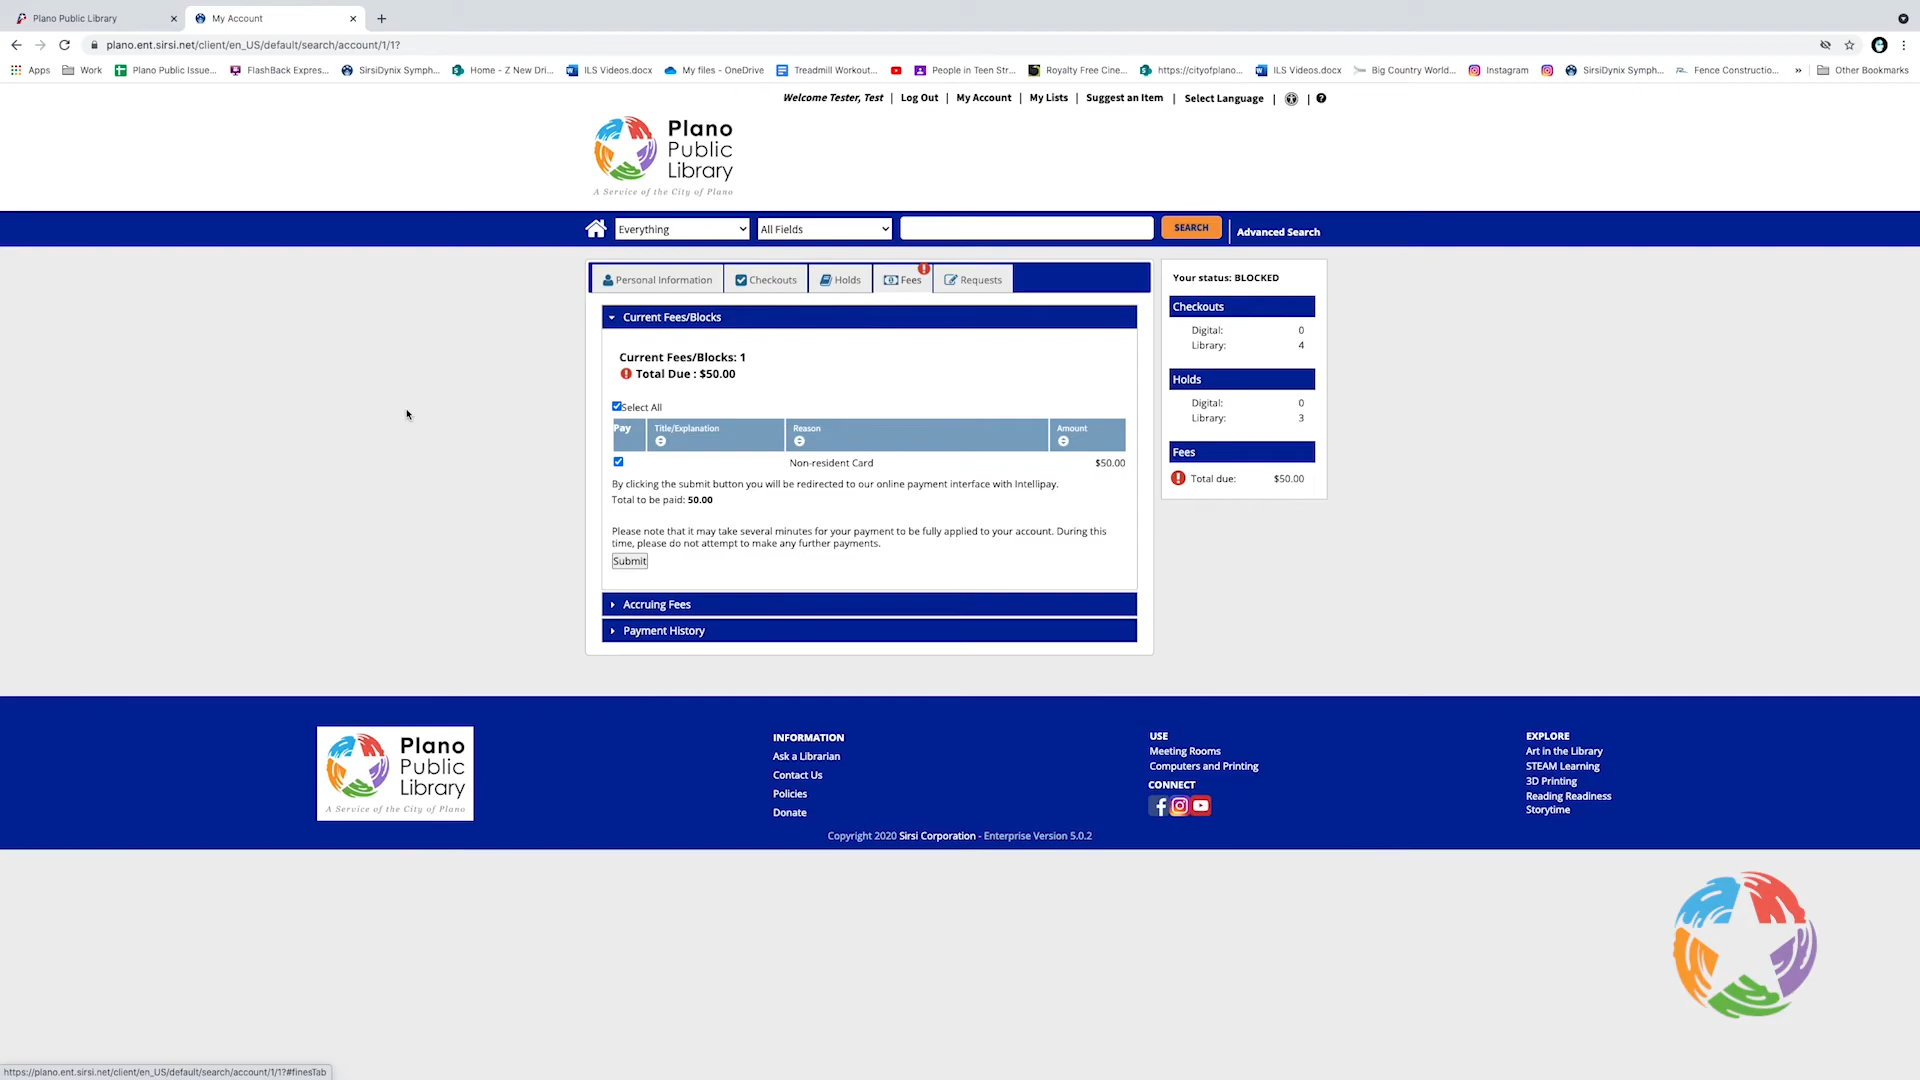 Plano Public Library
My Account
plano.ent.sirsi.net/client/en_US/default/search/account/1/1?
Apps
Work
Plano Public Issue...
FlashBack Expres...
SirsiDynix Symph...
Home - Z New Dri...
ILS Videos.docx
My files - OneDrive
Treadmill Workout...
People in Teen Str...
Royalty Free Cine...
https://cityofplano...
ILS Videos.docx
Big Country World...
Instagram
SirsiDynix Symph...
Fence Constructio...
»
Other Bookmarks
Welcome Tester, Test | Log Out | My Account | My Lists | Suggest an Item | Select Language | | ?
Plano
Public
Library
A Service of the City of Plano
Everything
All Fields
SEARCH
Advanced Search
Personal Information
Checkouts
Holds
Fees
!
Requests
Current Fees/Blocks
Current Fees/Blocks: 1
! Total Due : $50.00
Select All
Pay
Title/Explanation
Reason
Amount
Non-resident Card
$50.00
By clicking the submit button you will be redirected to our online payment interface with Intellipay.
Total to be paid: 50.00
Please note that it may take several minutes for your payment to be fully applied to your account. During this
time, please do not attempt to make any further payments.
Submit
Accruing Fees
Payment History
Your status: BLOCKED
Checkouts
Digital: 0
Library: 4
Holds
Digital: 0
Library: 3
Fees
! Total due: $50.00
Plano
Public
Library
A Service of the City of Plano
INFORMATION
Ask a Librarian
Contact Us
Policies
Donate
USE
Meeting Rooms
Computers and Printing
CONNECT
EXPLORE
Art in the Library
STEAM Learning
3D Printing
Reading Readiness
Storytime
Copyright 2020 Sirsi Corporation - Enterprise Version 5.0.2
https://plano.ent.sirsi.net/client/en_US/default/search/account/1/1?#finesTab